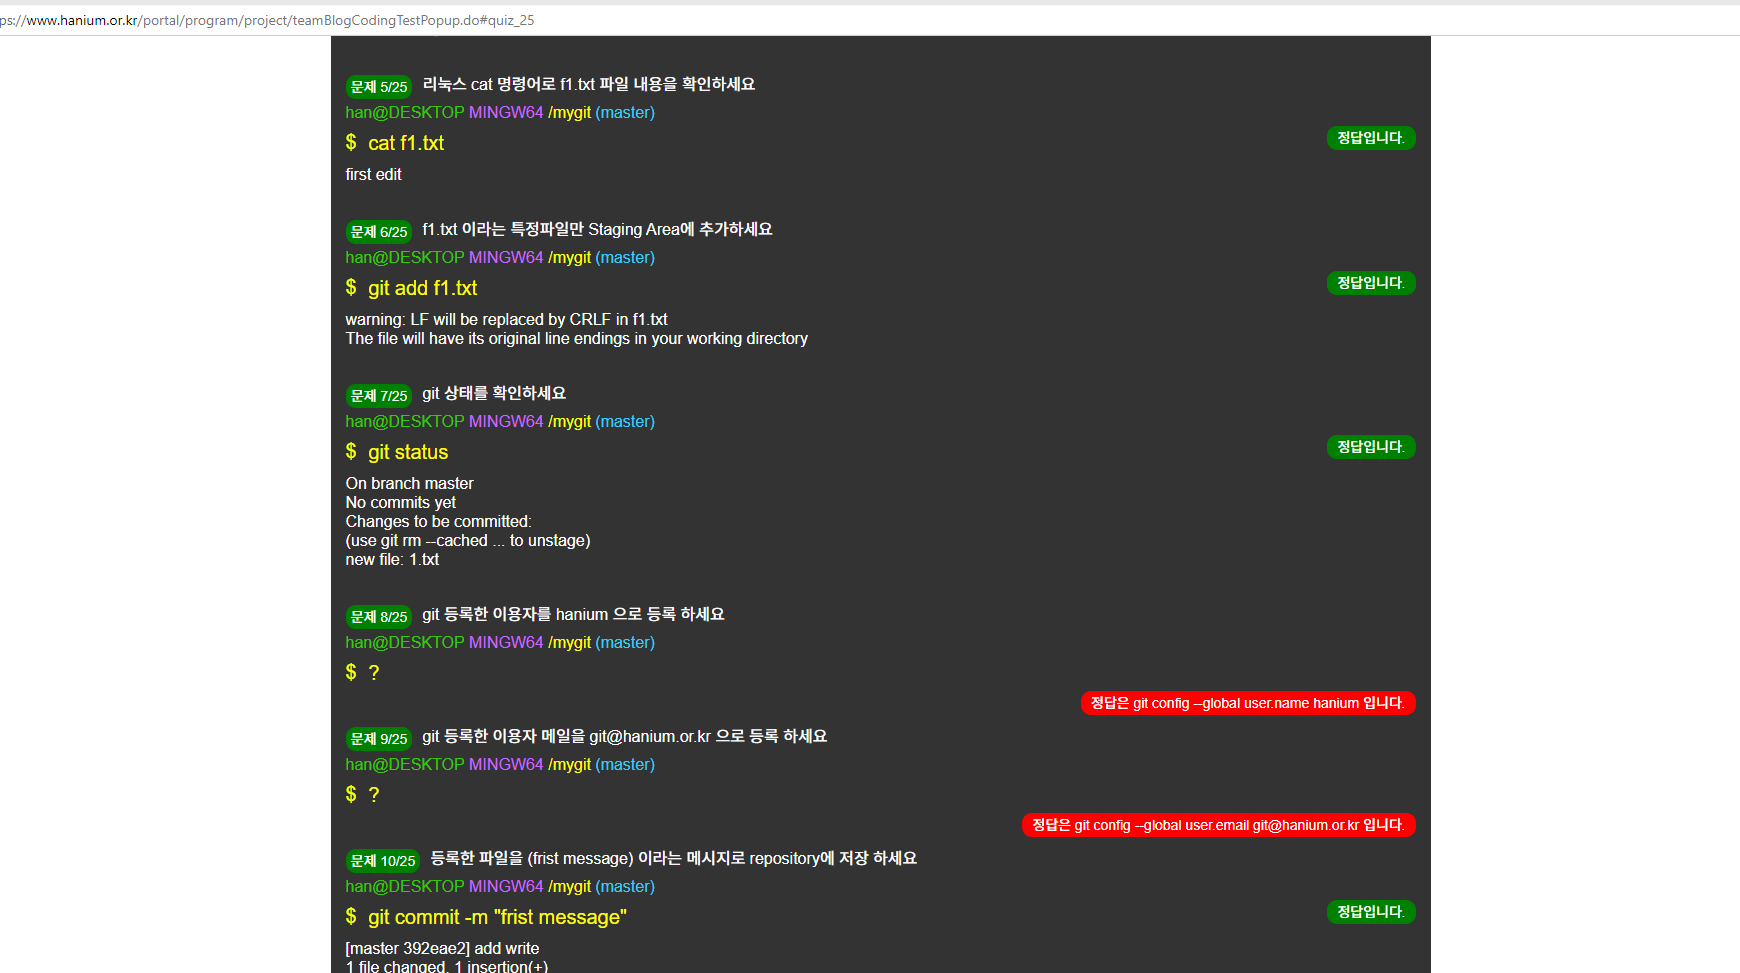 ps://www.hanium.or.kr/portal/program/project/teamBlogCodingTestPopup.do#quiz_25
문제 5/25 리눅스 cat 명령어로 f1.txt 파일 내용을 확인하세요
han@DESKTOP MINGW64 /mygit (master)
$ cat f1.txt
정답입니다.
first edit
문제 6/25 f1.txt 이라는 특정파일만 Staging Area에 추가하세요
han@DESKTOP MINGW64 /mygit (master)
$ git add f1.txt
정답입니다.
warning: LF will be replaced by CRLF in f1.txt
The file will have its original line endings in your working directory
문제 7/25 git 상태를 확인하세요
han@DESKTOP MINGW64 /mygit (master)
$ git status
정답입니다.
On branch master
No commits yet
Changes to be committed:
(use git rm --cached ... to unstage)
new file: 1.txt
문제 8/25 git 등록한 이용자를 hanium 으로 등록 하세요
han@DESKTOP MINGW64 /mygit (master)
$ ?
정답은 git config --global user.name hanium 입니다.
문제 9/25 git 등록한 이용자 메일을 git@hanium.or.kr 으로 등록 하세요
han@DESKTOP MINGW64 /mygit (master)
$ ?
정답은 git config --global user.email git@hanium.or.kr 입니다.
문제 10/25 등록한 파일을 (frist message) 이라는 메시지로 repository에 저장 하세요
han@DESKTOP MINGW64 /mygit (master)
$ git commit -m "frist message"
정답입니다.
[master 392eae2] add write
1 file changed, 1 insertion(+)